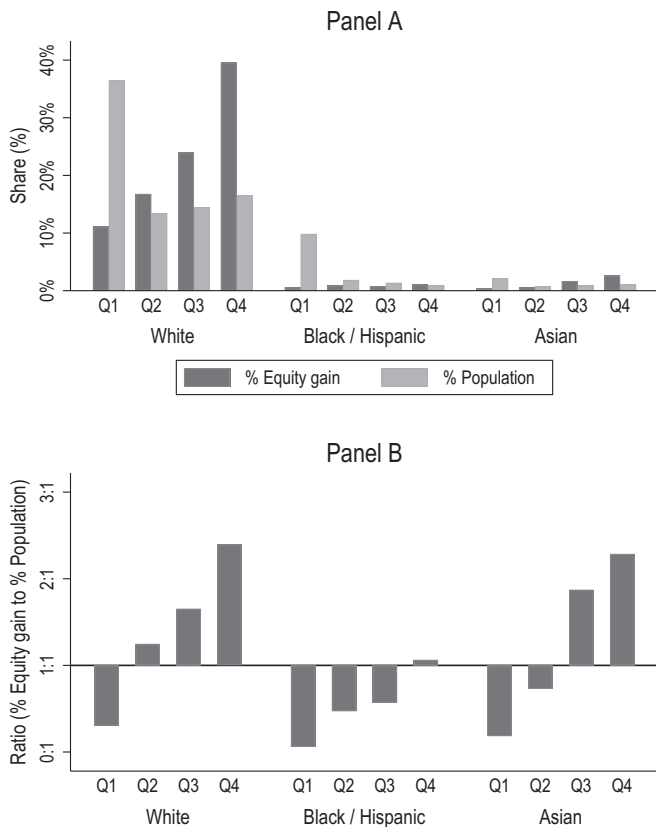 Panel A
Share (%)
40%
30%
20%
10%
0%
Q1 Q2 Q3 Q4 Q1 Q2 Q3 Q4 Q1 Q2 Q3 Q4
White Black / Hispanic Asian
% Equity gain % Population
Panel B
Ratio (% Equity gain to % Population)
3:1
2:1
1:1
0:1
Q1 Q2 Q3 Q4 Q1 Q2 Q3 Q4 Q1 Q2 Q3 Q4
White Black / Hispanic Asian